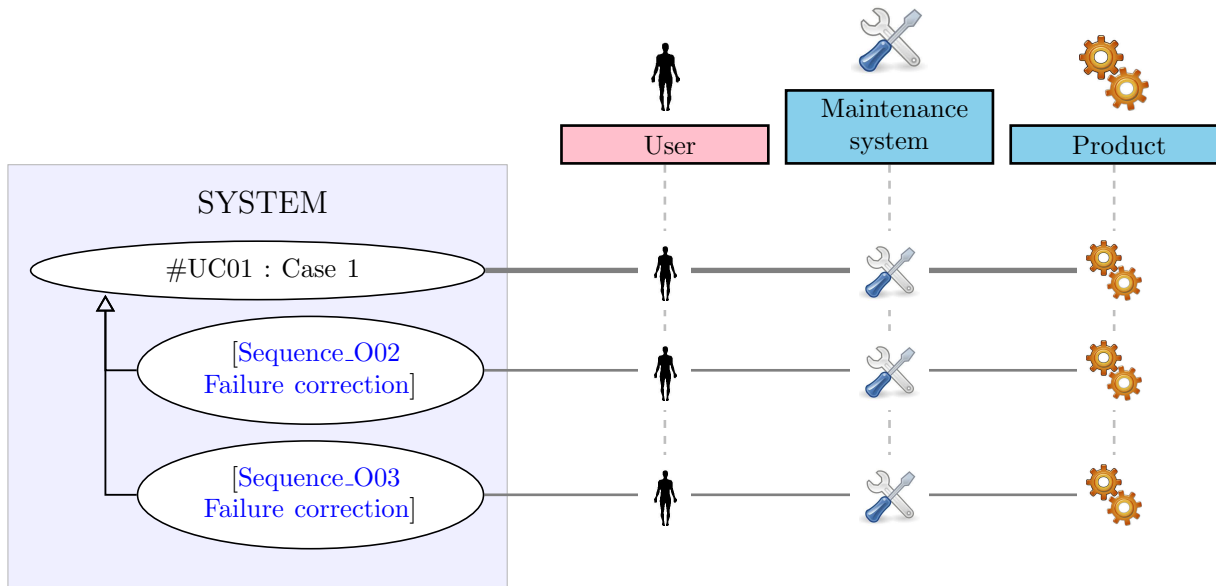 Maintenance
system
User
Product
SYSTEM
#UC01 : Case 1
[Sequence_O02
Failure correction]
[Sequence_O03
Failure correction]